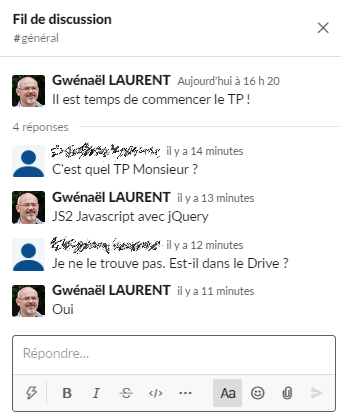 Fil de discussion
#général
Gwénaël LAURENT Aujourd'hui à 16 h 20
Il est temps de commencer le TP !
4 réponses
il y a 14 minutes
C'est quel TP Monsieur ?
Gwénaël LAURENT il y a 13 minutes
JS2 Javascript avec jQuery
il y a 12 minutes
Je ne le trouve pas. Est-il dans le Drive ?
Gwénaël LAURENT il y a 11 minutes
Oui
Répondre...
B I S </> ... Aa